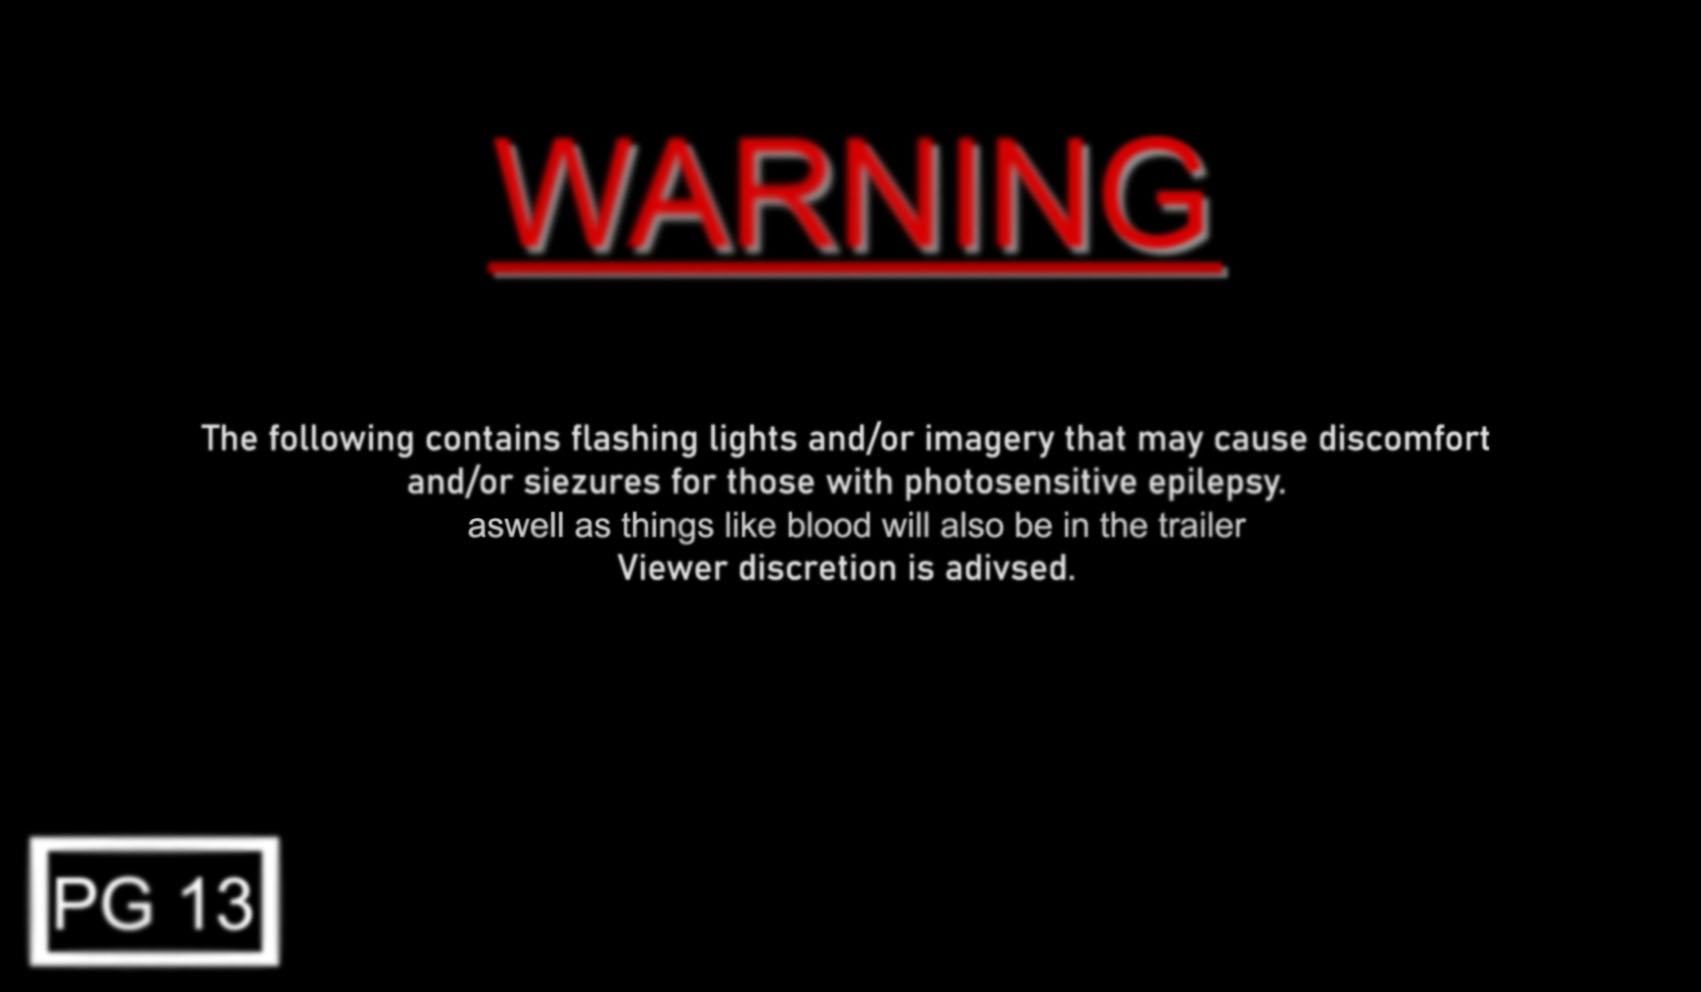 WARNING
The following contains flashing lights and/or imagery that may cause discomfort
and/or siezures for those with photosensitive epilepsy.
aswell as things like blood will also be in the trailer
Viewer discretion is adivsed.
PG 13